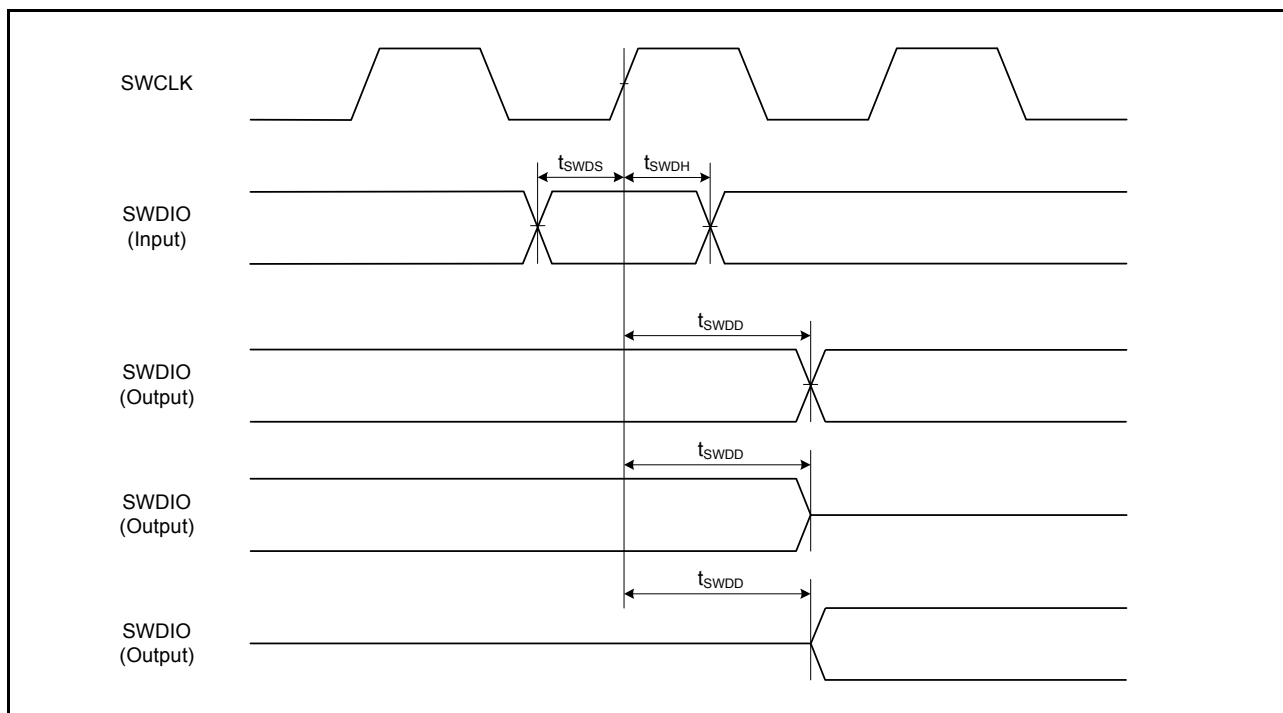 SWCLK
tSWDS
tSWDH
SWDIO
(Input)
tSWDD
SWDIO
(Output)
tSWDD
SWDIO
(Output)
tSWDD
SWDIO
(Output)